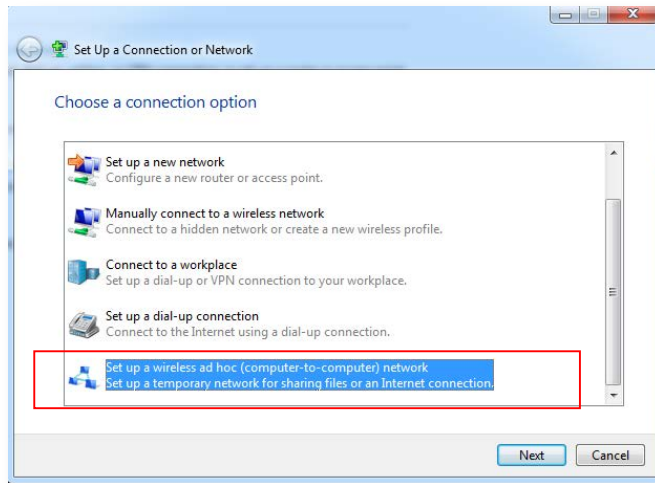 Set Up a Connection or Network
Choose a connection option
Set up a new network
Configure a new router or access point.
Manually connect to a wireless network
Connect to a hidden network or create a new wireless profile.
Connect to a workplace
Set up a dial-up or VPN connection to your workplace.
Set up a dial-up connection
Connect to the Internet using a dial-up connection.
Set up a wireless ad hoc (computer-to-computer) network
Set up a temporary network for sharing files or an Internet connection.
Next Cancel